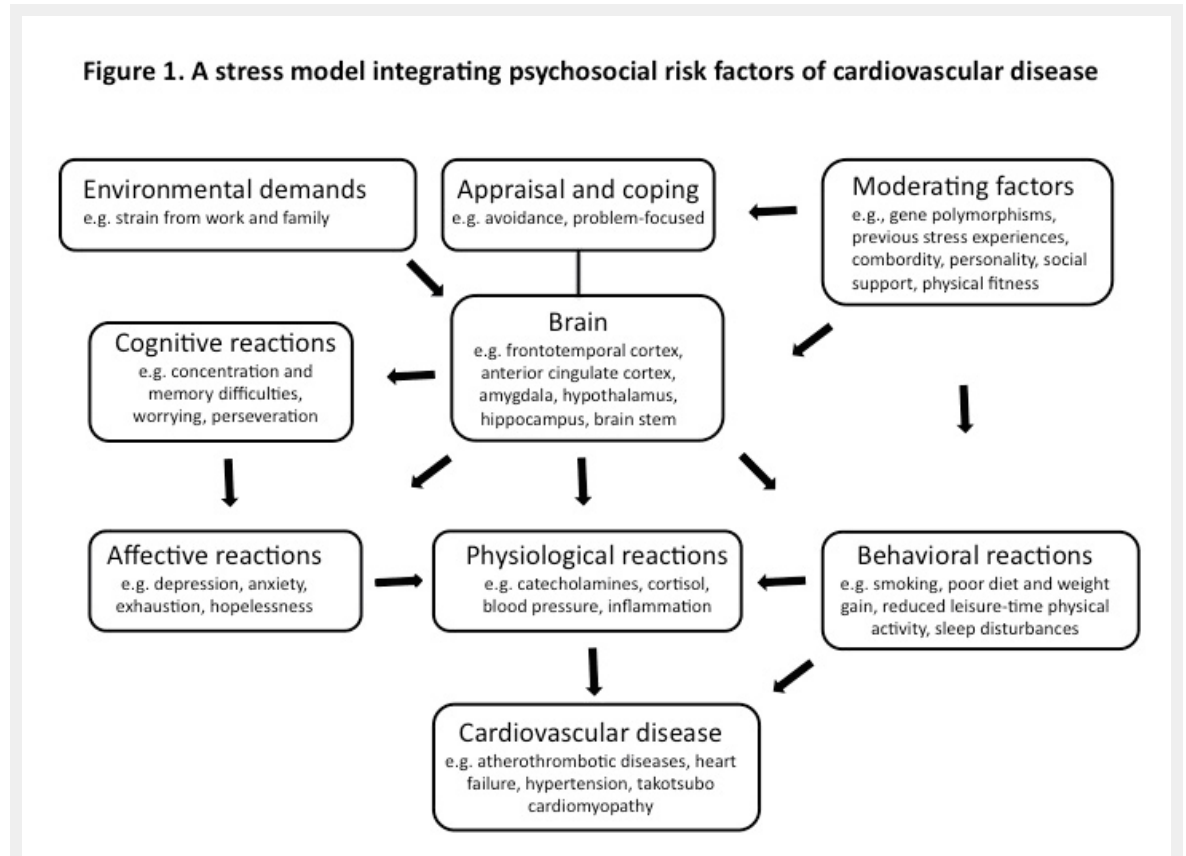 Figure 1. A stress model integrating psychosocial risk factors of cardiovascular disease
Environmental demands
e.g. strain from work and family
Appraisal and coping
e.g. avoidance, problem-focused
Moderating factors
e.g., gene polymorphisms,
previous stress experiences,
combordity, personality, social
support, physical fitness
Brain
e.g. frontotemporal cortex,
anterior cingulate cortex,
amygdala, hypothalamus,
hippocampus, brain stem
Cognitive reactions
e.g. concentration and
memory difficulties,
worrying, perseveration
Affective reactions
e.g. depression, anxiety,
exhaustion, hopelessness
Physiological reactions
e.g. catecholamines, cortisol,
blood pressure, inflammation
Behavioral reactions
e.g. smoking, poor diet and weight
gain, reduced leisure-time physical
activity, sleep disturbances
Cardiovascular disease
e.g. atherothrombotic diseases, heart
failure, hypertension, takotsubo
cardiomyopathy